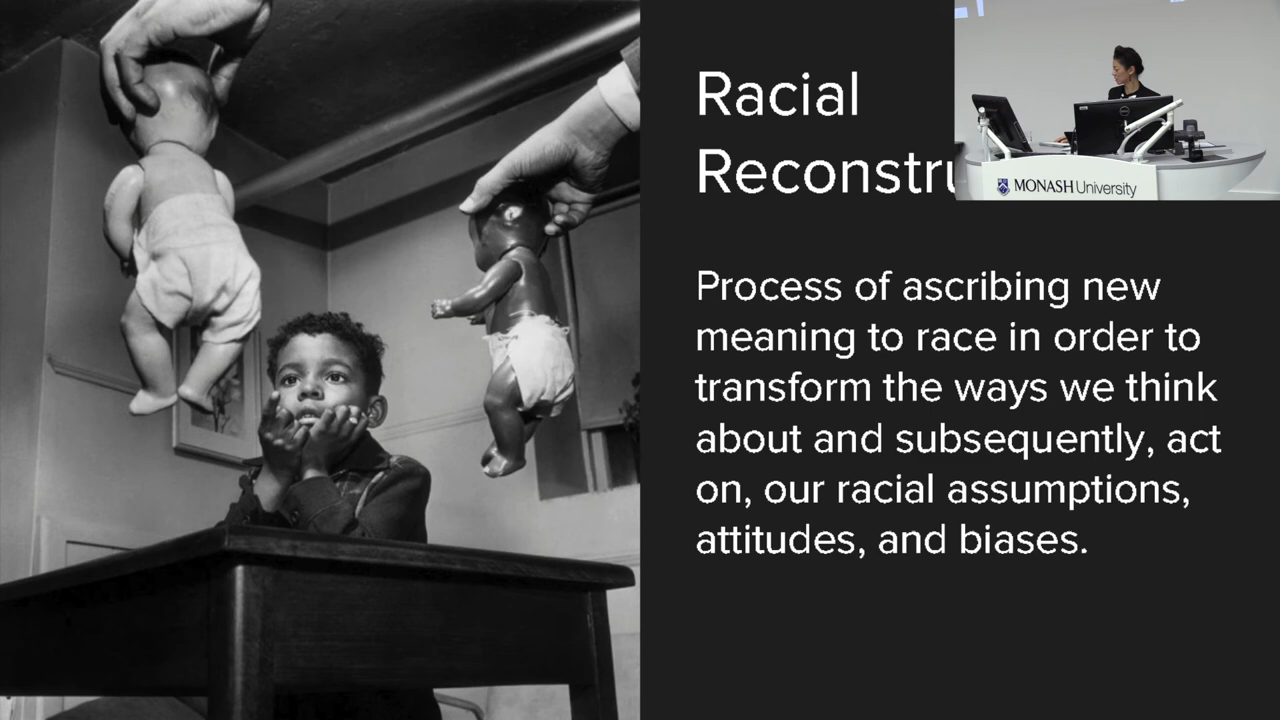 Racial
MONASH University
Process of ascribing new
meaning to race in order to
transform the ways we think
about and subsequently, act
on, our racial assumptions,
attitudes, and biases.